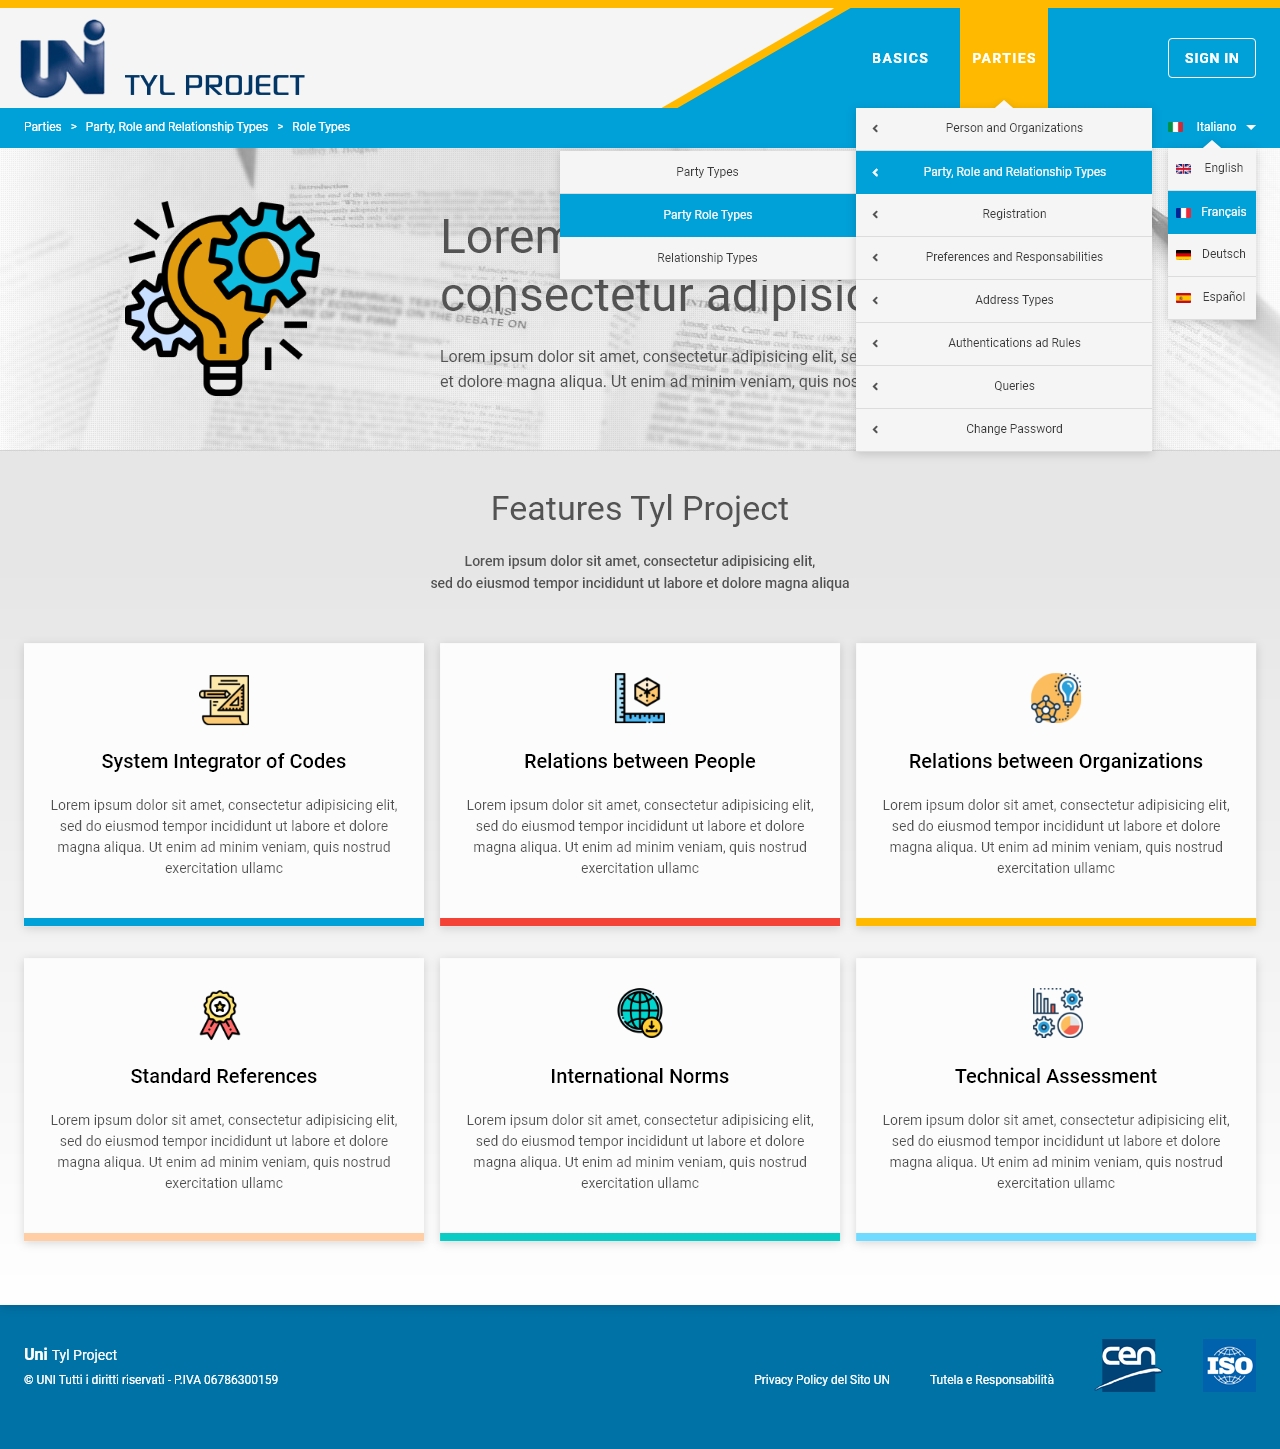 UNI TYL PROJECT
BASICS
PARTIES
SIGN IN
Parties > Party, Role and Relationship Types > Role Types
Italiano
English
Français
Deutsch
Español
Person and Organizations
Party, Role and Relationship Types
Registration
Preferences and Responsabilities
Address Types
Authentications ad Rules
Queries
Change Password
Party Types
Party Role Types
Relationship Types
Lorem
consectetur adipisic
Lorem ipsum dolor sit amet, consectetur adipisicing elit, se
et dolore magna aliqua. Ut enim ad minim veniam, quis nos
Features Tyl Project
Lorem ipsum dolor sit amet, consectetur adipisicing elit,
sed do eiusmod tempor incididunt ut labore et dolore magna aliqua
System Integrator of Codes
Lorem ipsum dolor sit amet, consectetur adipisicing elit,
sed do eiusmod tempor incididunt ut labore et dolore
magna aliqua. Ut enim ad minim veniam, quis nostrud
exercitation ullamc
Relations between People
Lorem ipsum dolor sit amet, consectetur adipisicing elit,
sed do eiusmod tempor incididunt ut labore et dolore
magna aliqua. Ut enim ad minim veniam, quis nostrud
exercitation ullamc
Relations between Organizations
Lorem ipsum dolor sit amet, consectetur adipisicing elit,
sed do eiusmod tempor incididunt ut labore et dolore
magna aliqua. Ut enim ad minim veniam, quis nostrud
exercitation ullamc
Standard References
Lorem ipsum dolor sit amet, consectetur adipisicing elit,
sed do eiusmod tempor incididunt ut labore et dolore
magna aliqua. Ut enim ad minim veniam, quis nostrud
exercitation ullamc
International Norms
Lorem ipsum dolor sit amet, consectetur adipisicing elit,
sed do eiusmod tempor incididunt ut labore et dolore
magna aliqua. Ut enim ad minim veniam, quis nostrud
exercitation ullamc
Technical Assessment
Lorem ipsum dolor sit amet, consectetur adipisicing elit,
sed do eiusmod tempor incididunt ut labore et dolore
magna aliqua. Ut enim ad minim veniam, quis nostrud
exercitation ullamc
Uni Tyl Project
© UNI Tutti i diritti riservati - P.IVA 06786300159
Privacy Policy del Sito UN
Tutela e Responsabilità
cen
ISO